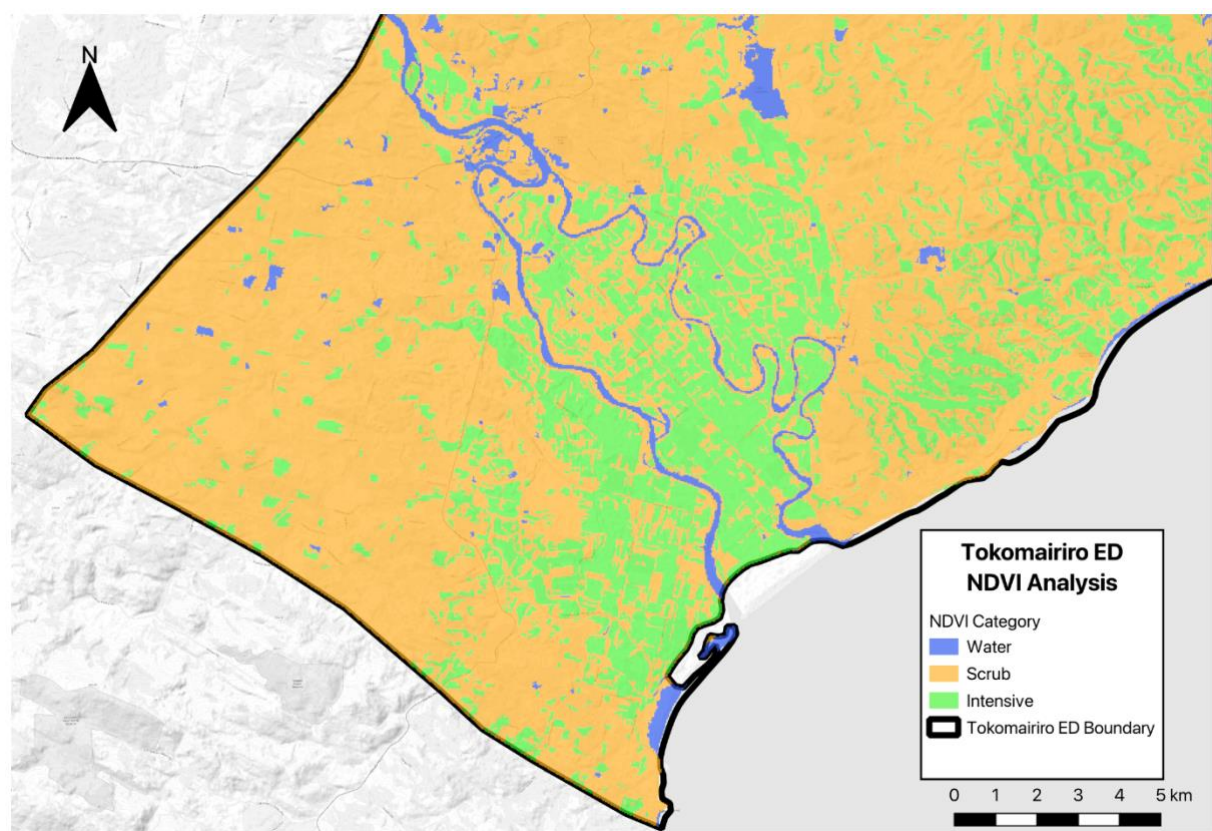 N
Tokomairiro ED
NDVI Analysis
NDVI Category
Water
Scrub
Intensive
Tokomairiro ED Boundary
0 1 2 3 4 5 km